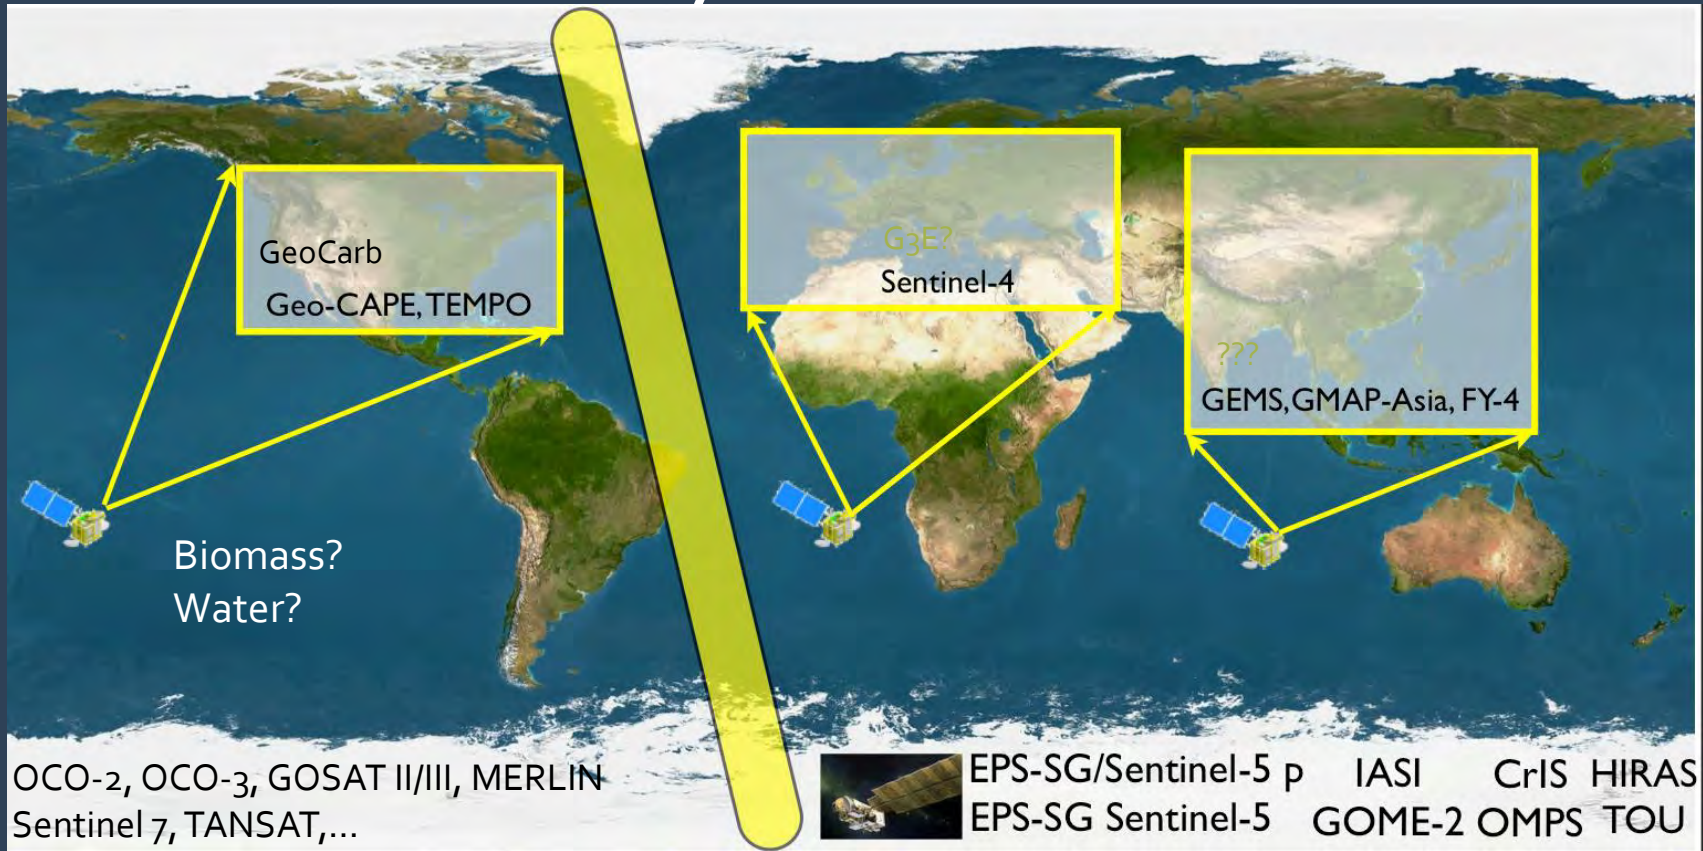 GeoCarb
Geo-CAPE, TEMPO
G3E?
Sentinel-4
???
GEMS, GMAP-Asia, FY-4
Biomass?
Water?
OCO-2, OCO-3, GOSAT II/III, MERLIN
Sentinel 7, TANSAT,...
EPS-SG/Sentinel-5 p IASI CrIS HIRAS
EPS-SG Sentinel-5 GOME-2 OMPS TOU